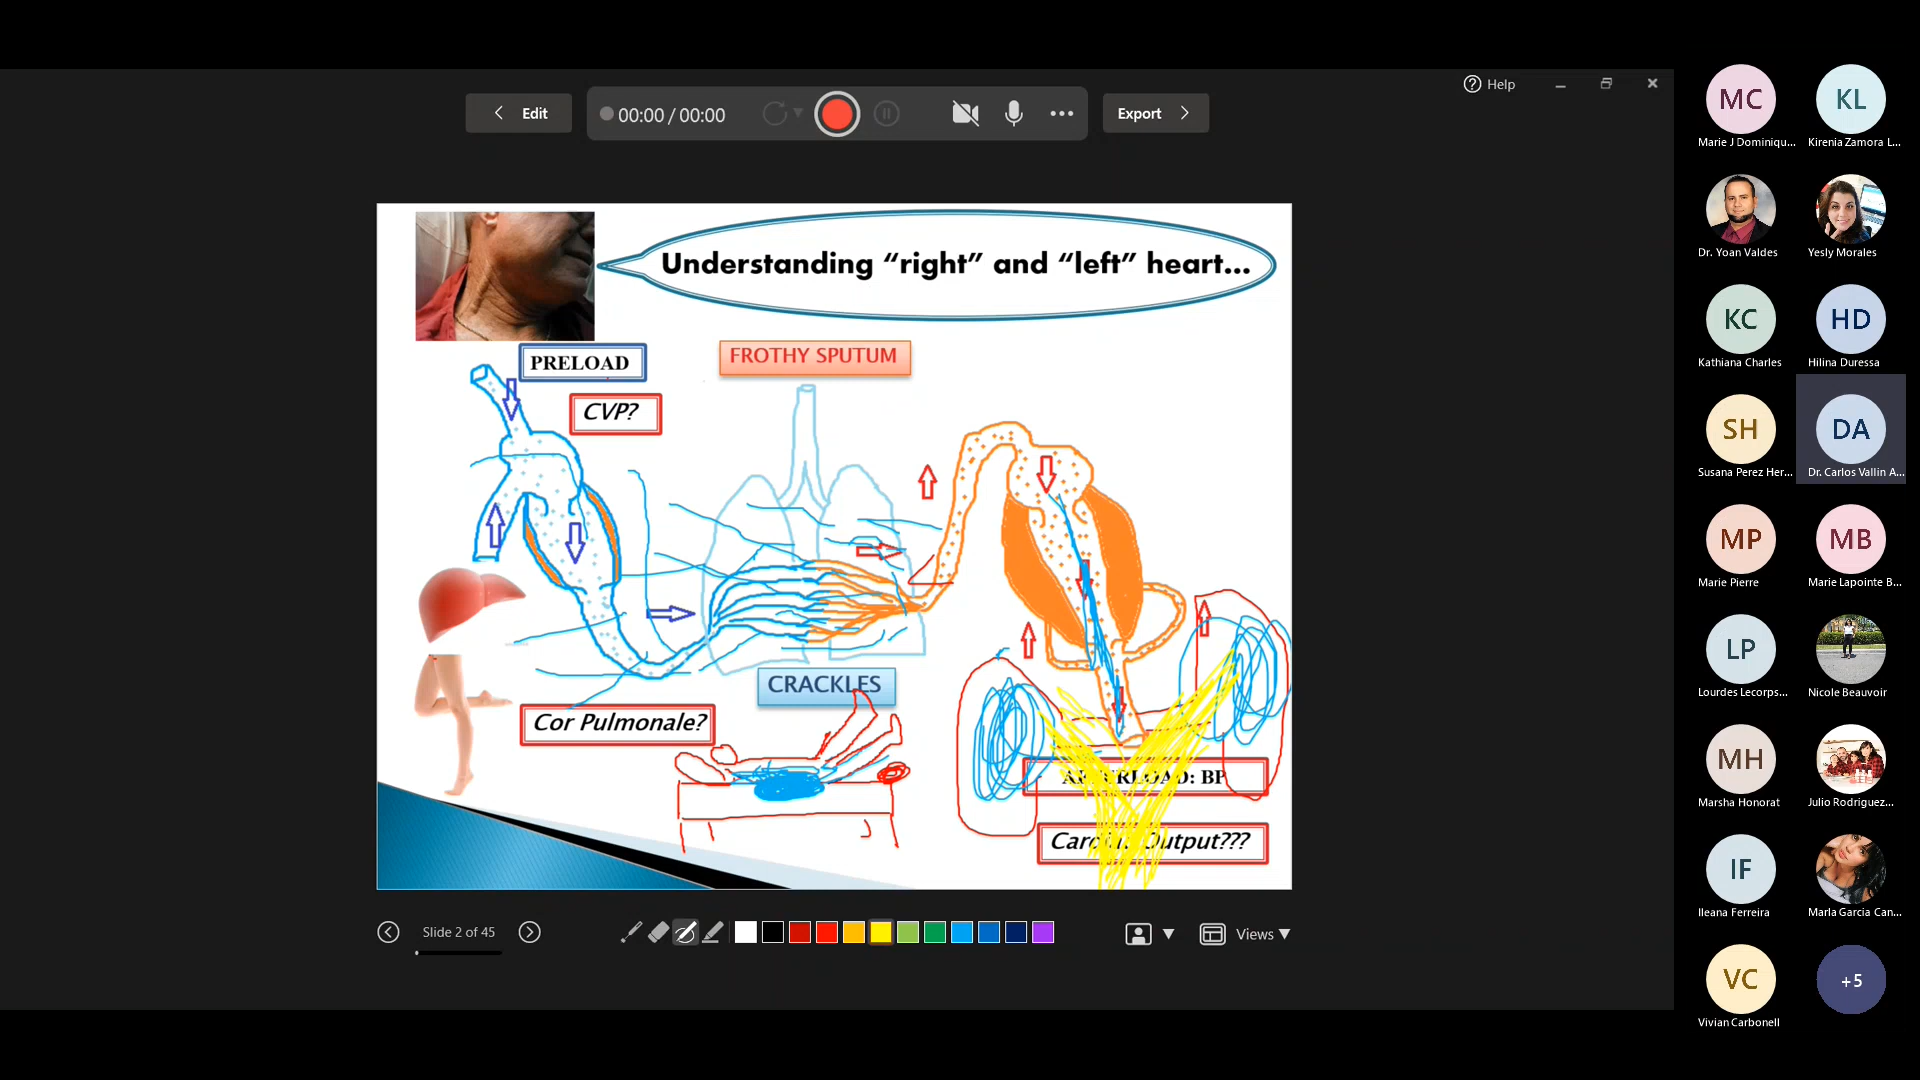 Help
Edit
00:00 / 00:00
Export
Understanding “right” and “left” heart...
PRELOAD
FROTHY SPUTUM
CVP?
CRACKLES
Cor Pulmonale?
BP
Output???
Slide 2 of 45
Views
MC
KL
Marie J Dominiqu...
Kirenia Zamora L...
Dr. Yoan Valdes
Yesly Morales
KC
HD
Kathiana Charles
Hilina Duressa
SH
DA
Susana Perez Her...
Dr. Carlos Vallin A...
MP
MB
Marie Pierre
Marie Lapointe B...
LP
Lourdes Lecorps...
Nicole Beauvoir
MH
Marsha Honorat
Julio Rodriguez...
IF
Ileana Ferreira
Marla Garcia Can...
VC
+5
Vivian Carbonell